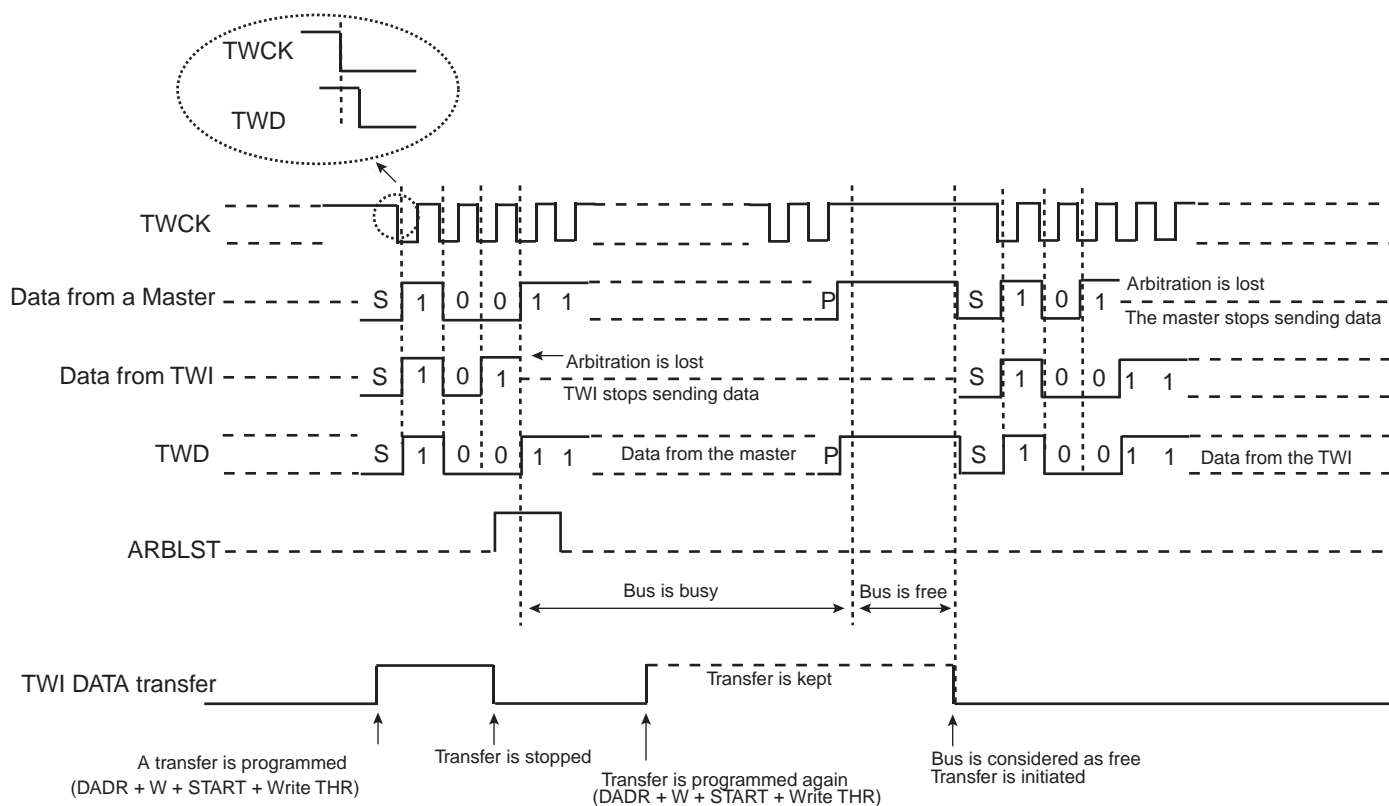 TWCK
TWD
TWCK
Data from a Master S 1 0 0 1 1 P S 1 0 1 Arbitration is lost
The master stops sending data
Data from TWI S 1 0 1 Arbitration is lost S 1 0 0 1 1
TWI stops sending data
TWD S 1 0 0 1 1 Data from the master P S 1 0 0 1 1 Data from the TWI
ARBLST
Bus is busy Bus is free
TWI DATA transfer Transfer is kept
A transfer is programmed
(DADR + W + START + Write THR)
Transfer is stopped
Transfer is programmed again
(DADR + W + START + Write THR)
Bus is considered as free
Transfer is initiated